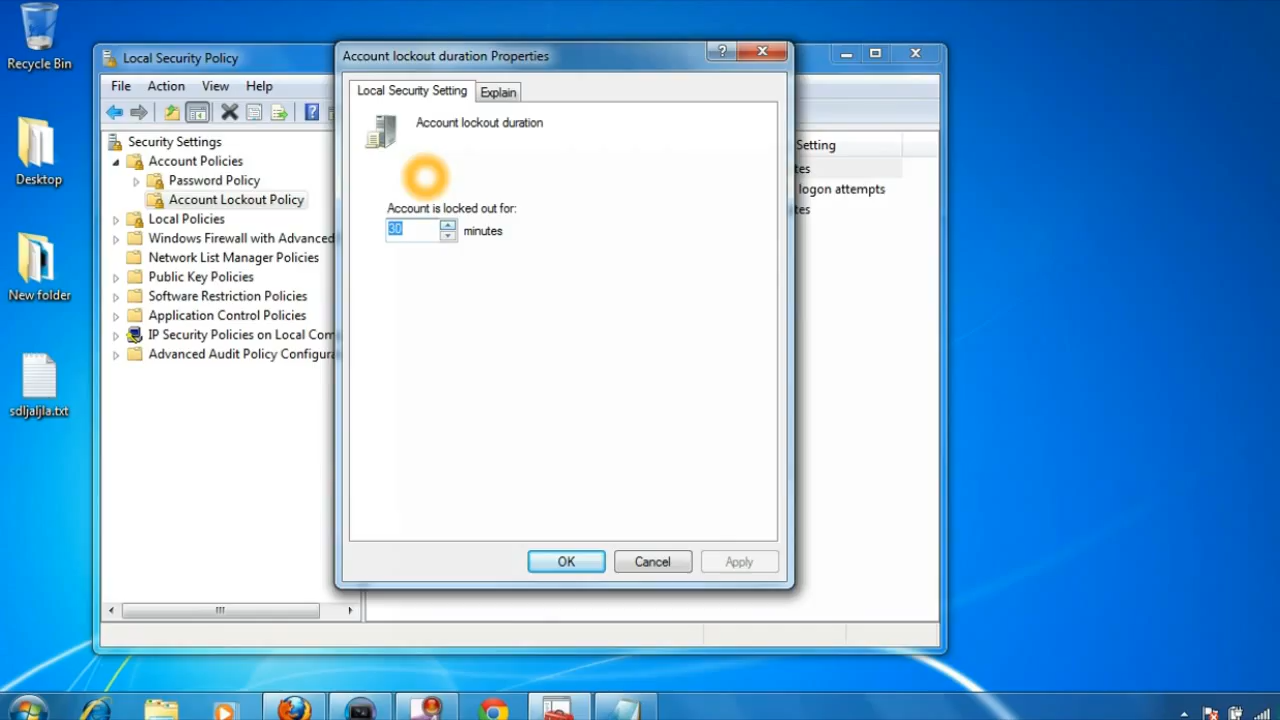 Recycle Bin
Desktop
New folder
sdljaljla.txt
Local Security Policy
File Action View Help
Security Settings
Account Policies
Password Policy
Account Lockout Policy
Local Policies
Windows Firewall with Advanced
Network List Manager Policies
Public Key Policies
Software Restriction Policies
Application Control Policies
IP Security Policies on Local Com
Advanced Audit Policy Configura
Account lockout duration Properties
Local Security Setting Explain
Account lockout duration
Account is locked out for:
30 minutes
OK Cancel Apply
Setting
tes
logon attempts
tes